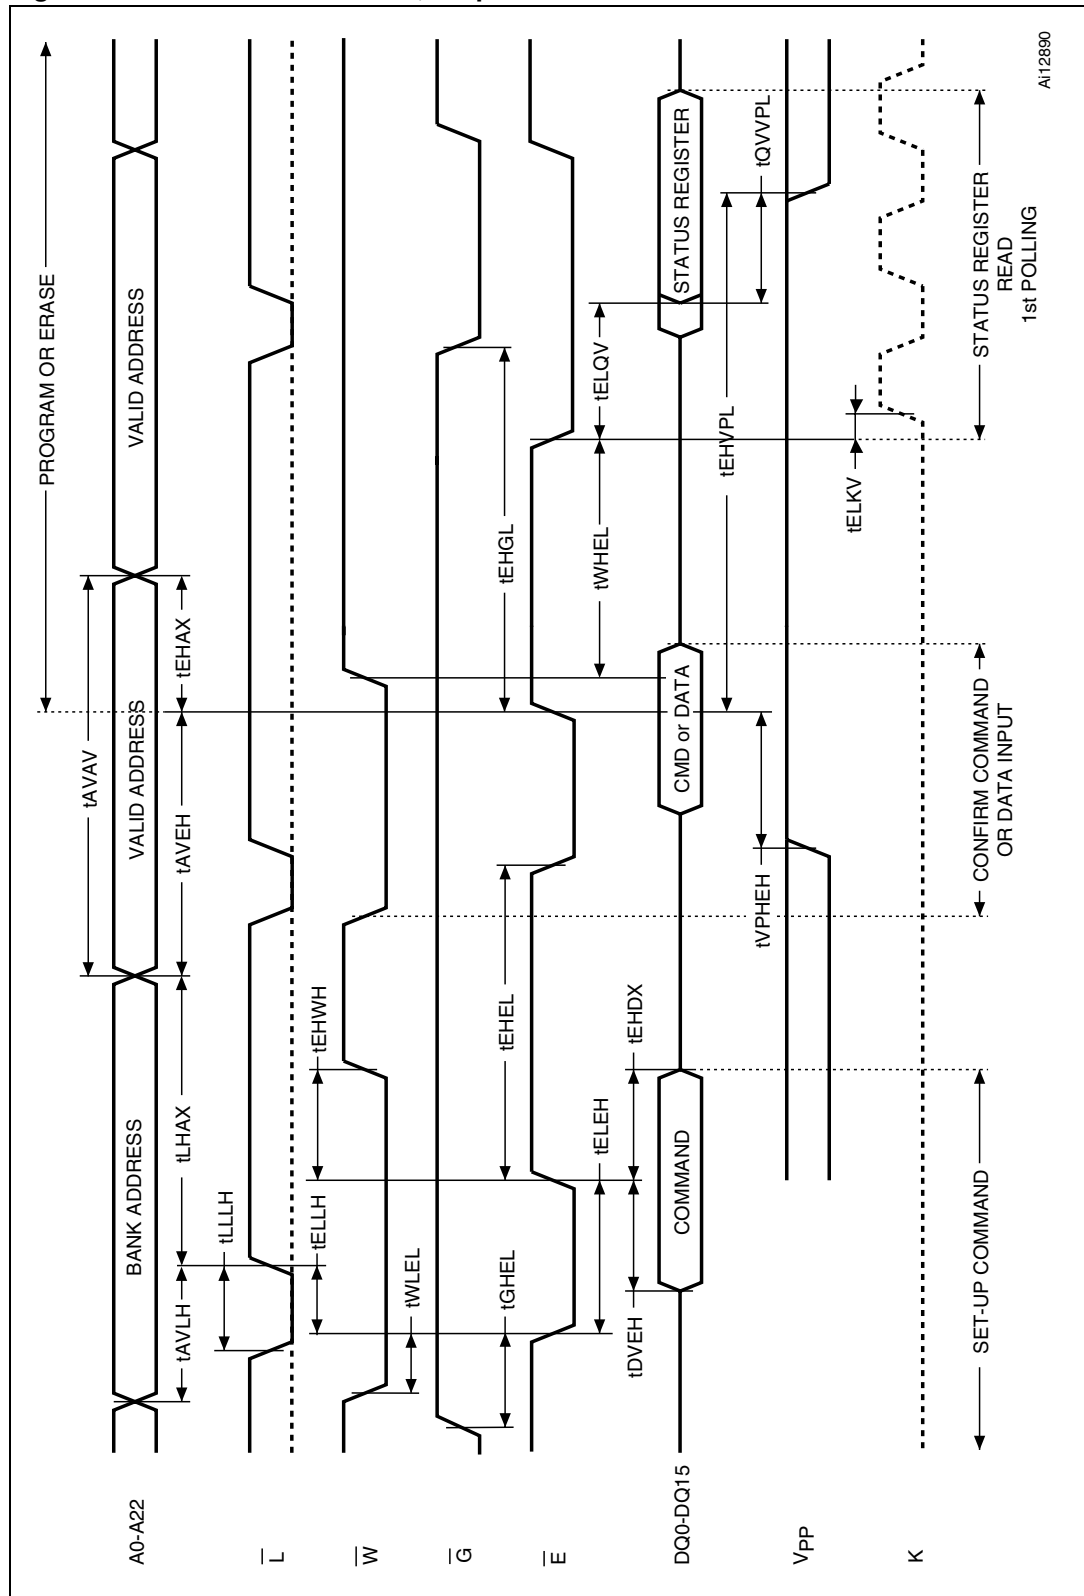 PROGRAM OR ERASE
tAVAV
A0-A22
BANK ADDRESS
VALID ADDRESS
VALID ADDRESS
tAVLH
tLHAX
tAVEH
tEHAX
tLLLH
L
tELLH
tEHWH
W
tWLEL
G
tGHEL
tEHEL
tEHGL
E
tELEH
tWHEL
tELQV
tDVEH
tEHDX
DQ0-DQ15
COMMAND
CMD or DATA
STATUS REGISTER
tEHVPL
tVPHEH
tQVVPL
VPP
tELKV
K
SET-UP COMMAND
CONFIRM COMMAND
OR DATA INPUT
STATUS REGISTER
READ
1st POLLING
Ai12890